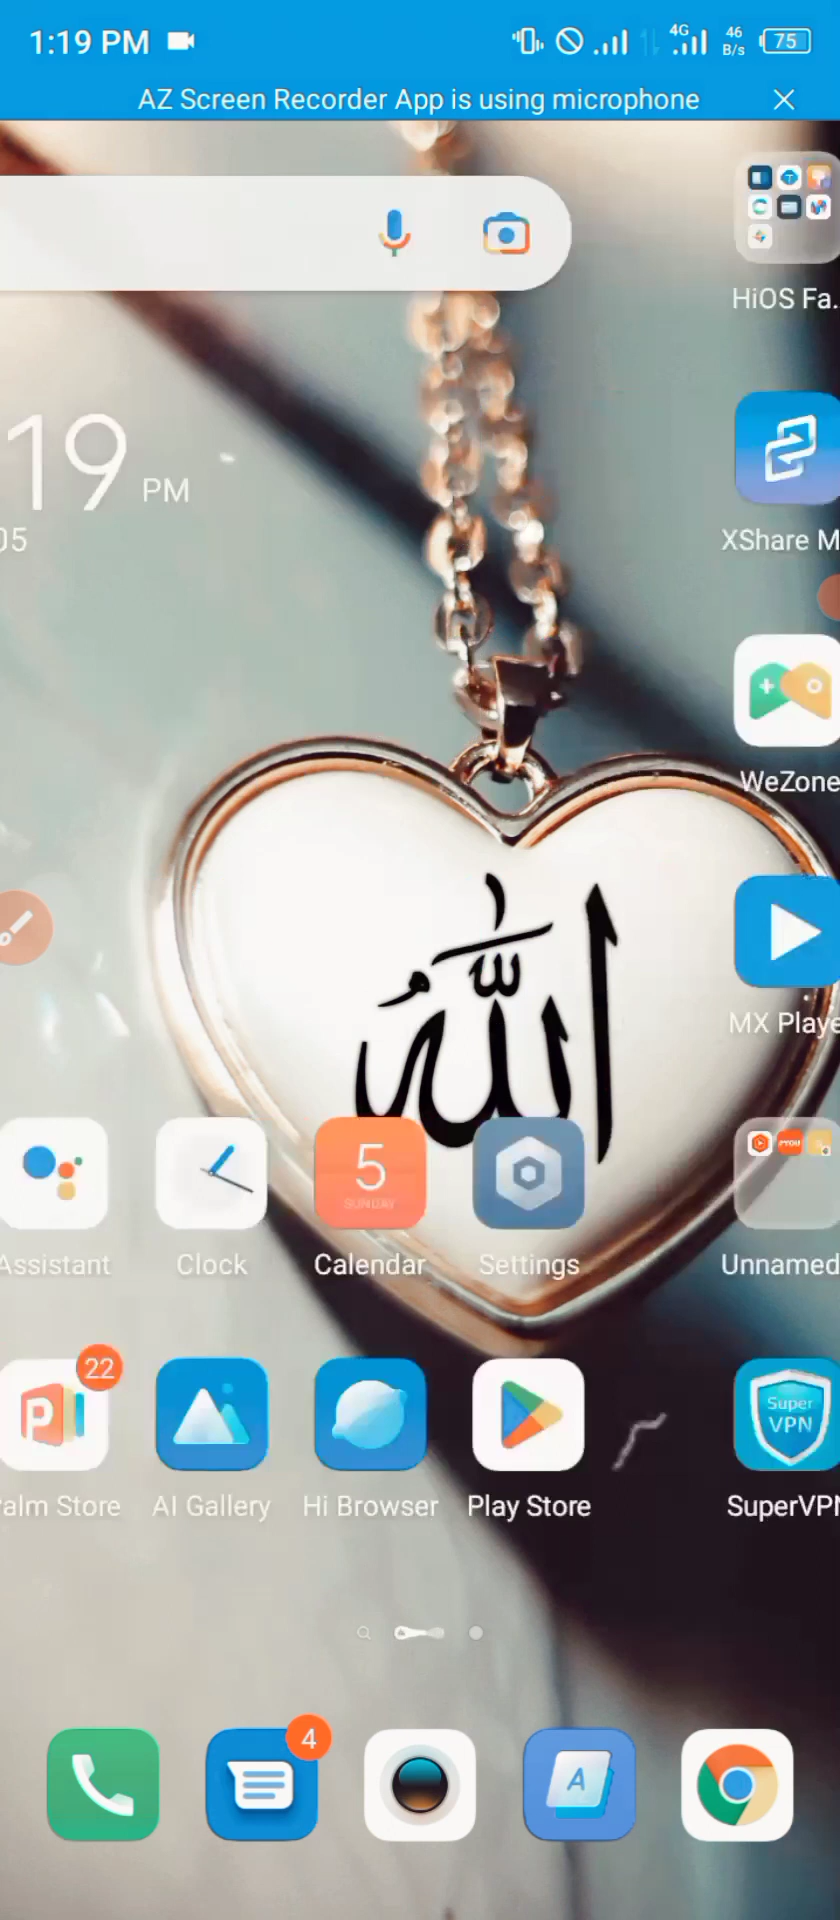 1:19 PM
4G
46
B/s
75
AZ Screen Recorder App is using microphone
HiOS Fa.
19 PM
05
XShare M
WeZone
MX Playe
الله
5
SUNDAY
Assistant
Clock
Calendar
Settings
Unnamed
22
Super
VPN
alm Store
AI Gallery
Hi Browser
Play Store
SuperVPN
4
A